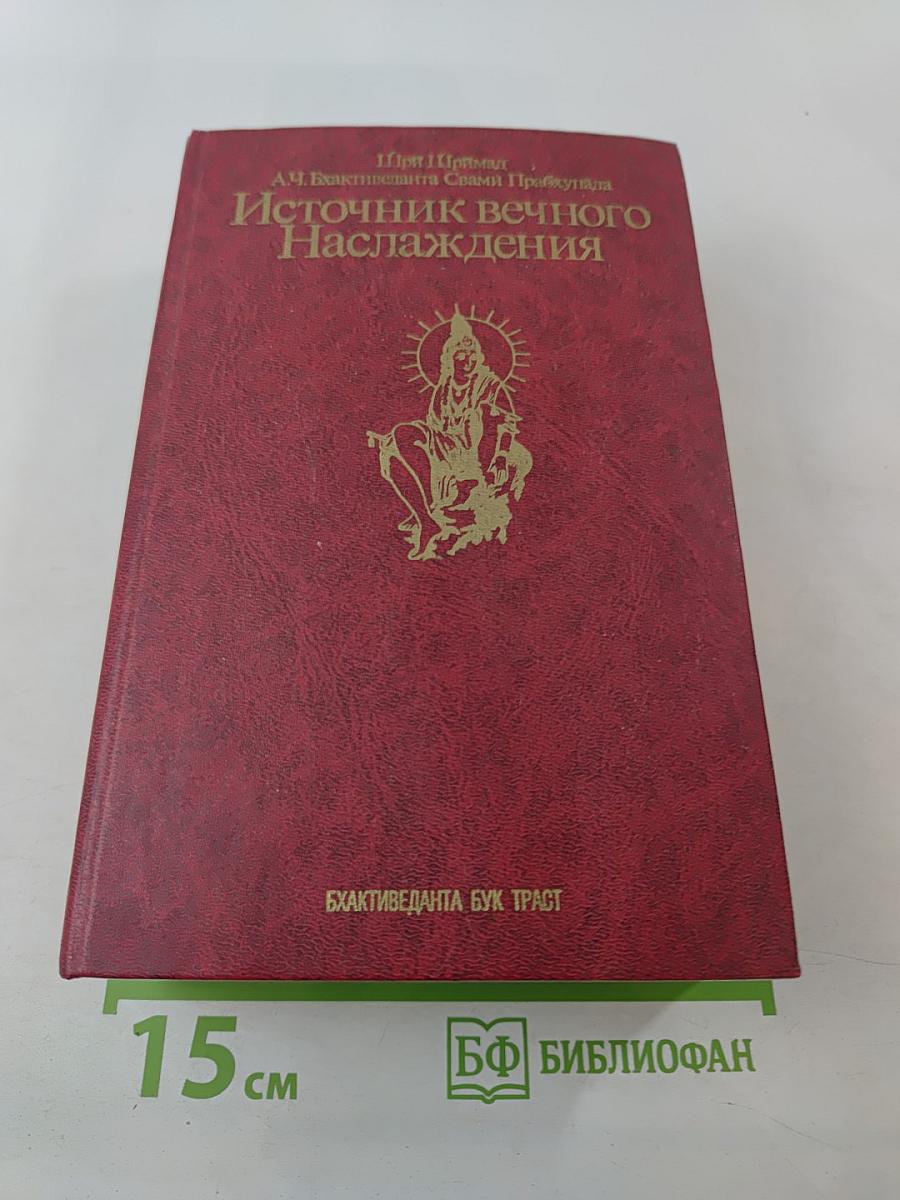 Шри Шримад
А.Ч. Бхактиведанта Свами Прабхупада
Источник вечного
Наслаждения
БХАКТИВЕДАНТА БУК ТРАСТ
15 см
БФ БИБЛИОФАН